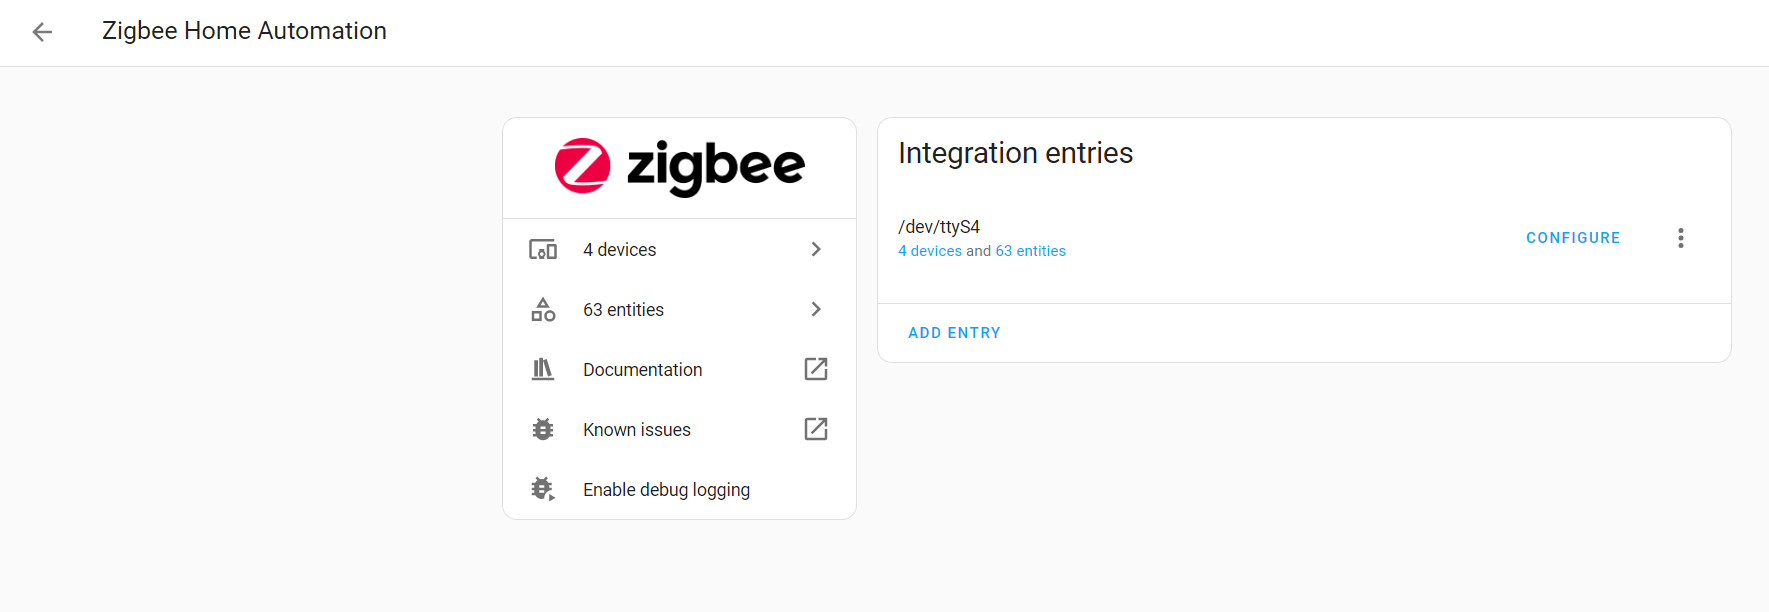 Zigbee Home Automation
zigbee
4 devices
63 entities
Documentation
Known issues
Enable debug logging
Integration entries
/dev/ttyS4
4 devices and 63 entities
CONFIGURE
ADD ENTRY